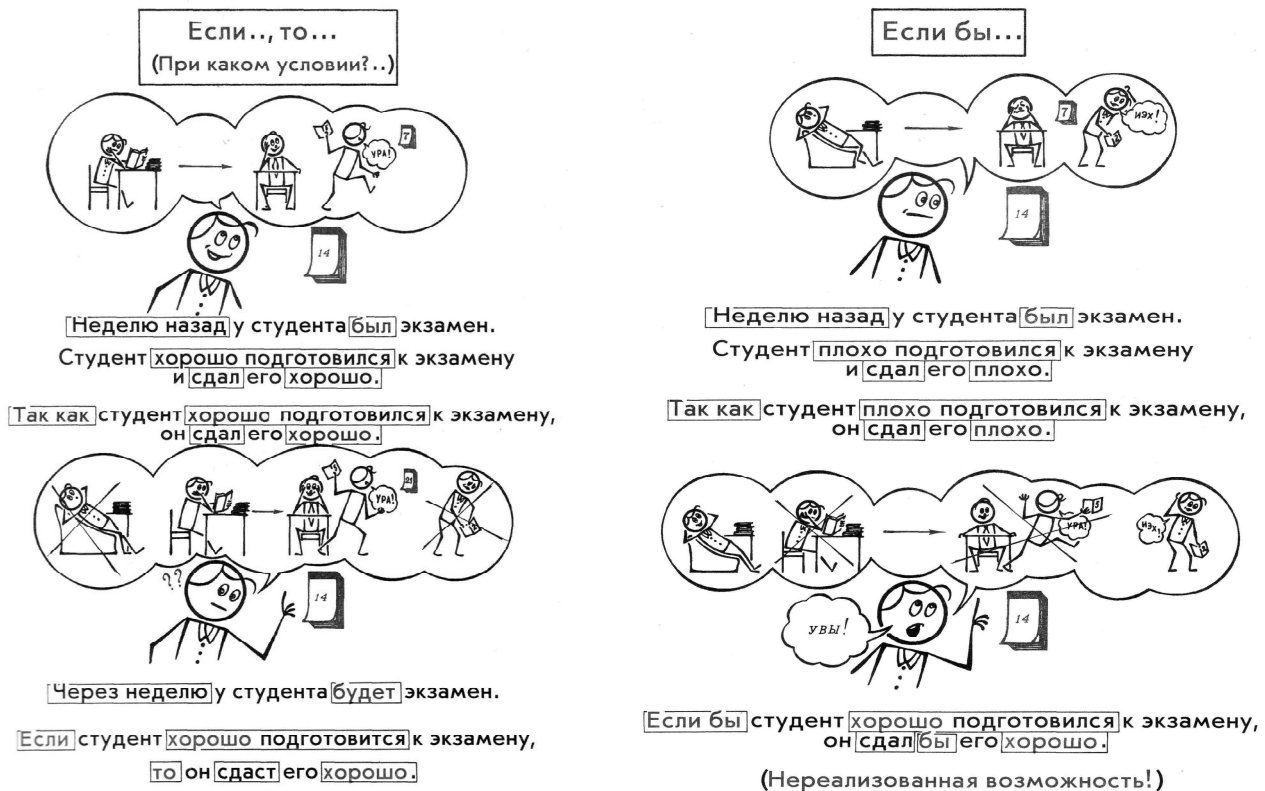 Если.., то...
(При каком условии?..)
УРА!
7
14
Неделю назад у студента был экзамен.
Студент хорошо подготовился к экзамену
и сдал его хорошо.
Так как студент хорошо подготовился к экзамену,
он сдал его хорошо.
УРА!
21
??
14
Через неделю у студента будет экзамен.
Если студент хорошо подготовится к экзамену,
то он сдаст его хорошо.
Если бы...
7
ИЭХ!
14
Неделю назад у студента был экзамен.
Студент плохо подготовился к экзамену
и сдал его плохо.
Так как студент плохо подготовился к экзамену,
он сдал его плохо.
УРА!
5
ИЭХ!
УВЫ!
14
Если бы студент хорошо подготовился к экзамену,
он сдал бы его хорошо.
(Нереализованная возможность!)